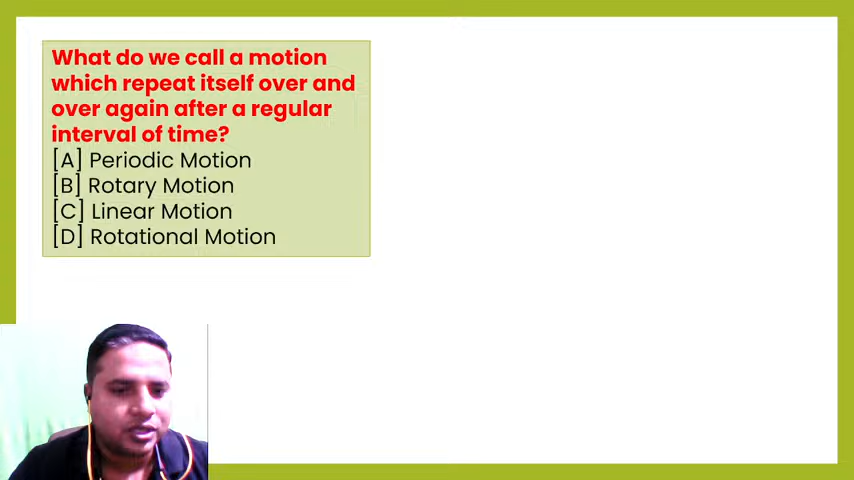 What do we call a motion
which repeat itself over and
over again after a regular
interval of time?
[A] Periodic Motion
[B] Rotary Motion
[C] Linear Motion
[D] Rotational Motion